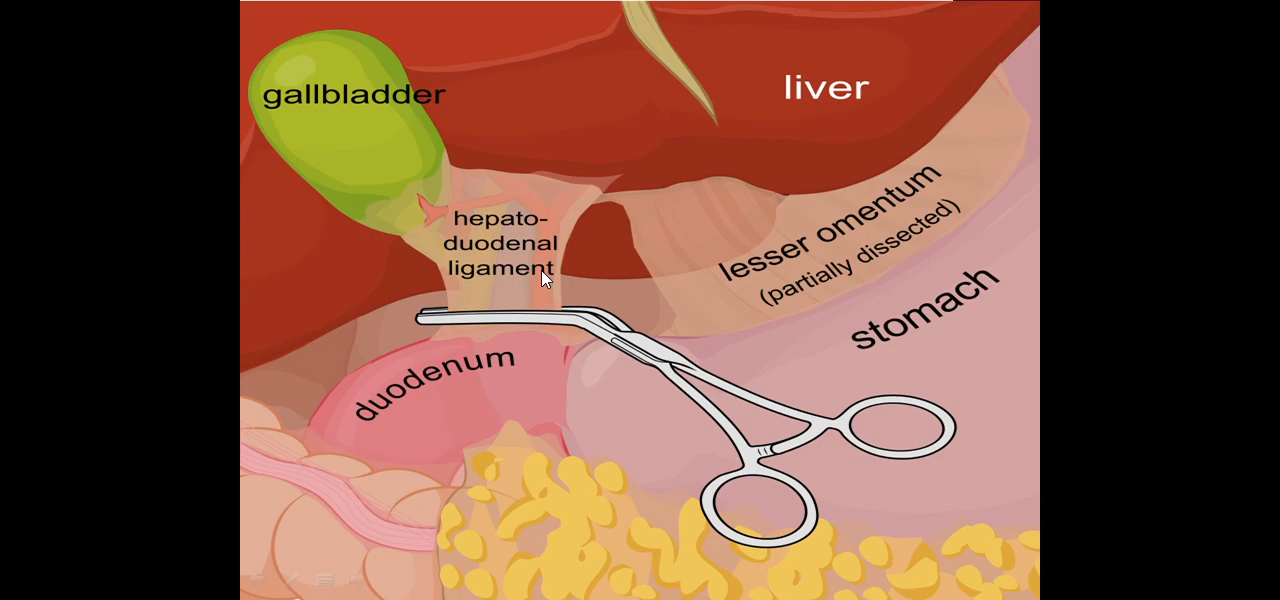 gallbladder
liver
hepato-
duodenal
ligament
lesser omentum
(partially dissected)
stomach
duodenum